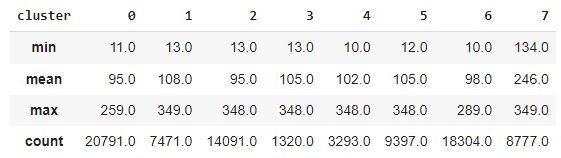 cluster 0 1 2 3 4 5 6 7
min 11.0 13.0 13.0 13.0 10.0 12.0 10.0 134.0
mean 95.0 108.0 95.0 105.0 102.0 105.0 98.0 246.0
max 259.0 349.0 348.0 348.0 348.0 348.0 289.0 349.0
count 20791.0 7471.0 14091.0 1320.0 3293.0 9397.0 18304.0 8777.0